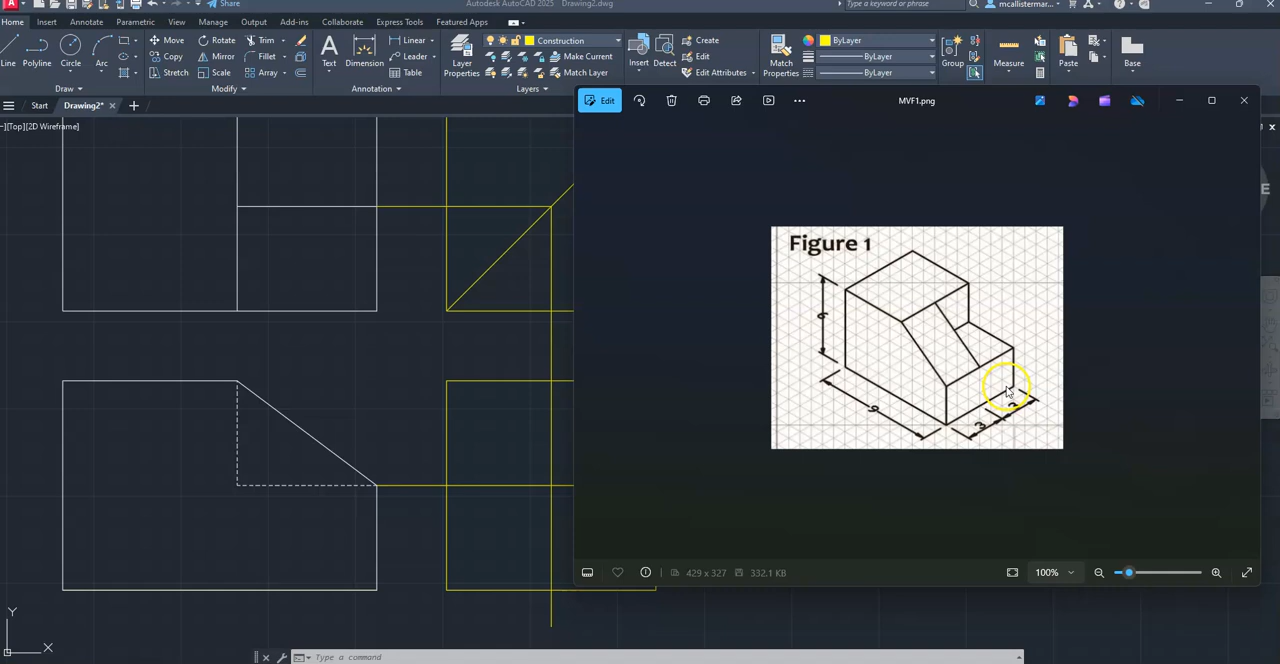 Share
Autodesk AutoCAD 2025 Drawing2.dwg
Type a keyword or phrase
mcallistermar...
Home Insert Annotate Parametric View Manage Output Add-ins Collaborate Express Tools Featured Apps
Line Polyline Circle Arc
Move Rotate Trim
Copy Mirror Fillet
Stretch Scale Array
Text Dimension
Linear
Leader
Table
Layer Properties
Construction
Make Current
Match Layer
Insert Detect
Create
Edit
Edit Attributes
Match Properties
ByLayer
ByLayer
ByLayer
Group Measure Paste Base
Draw Modify Annotation Layers
Start Drawing2*
Edit
MVF1.png
[−][Top][2D Wireframe]
E
Figure 1
6
9
3
Y
X
429 x 327 332.1 KB
100%
Type a command